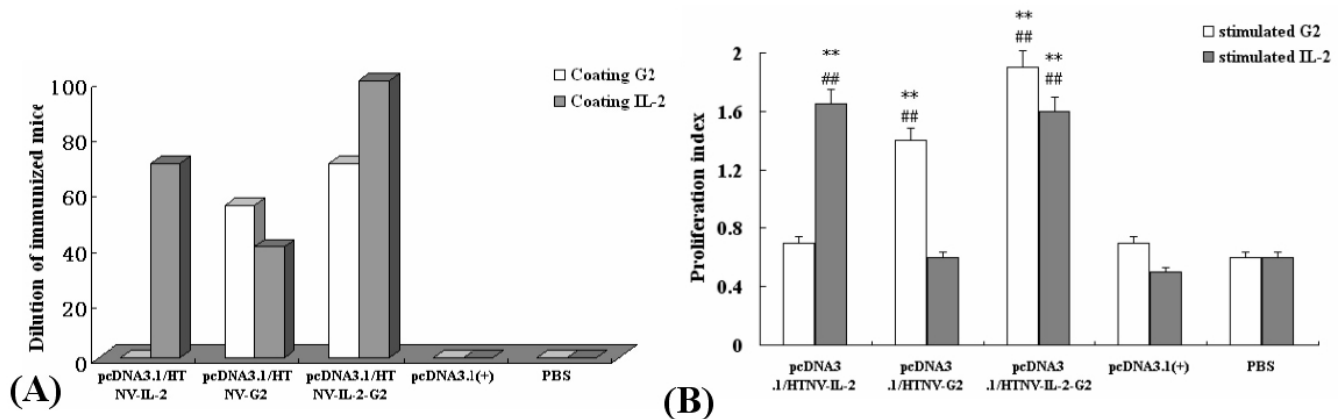 (A)
Dilution of immunized mice
100
80
60
40
20
0
Coating G2
Coating IL-2
pcDNA3.1/HT
NV-IL-2
pcDNA3.1/HT
NV-G2
pcDNA3.1/HT
NV-IL-2-G2
pcDNA3.1(+)
PBS
(B)
Proliferation index
2
1.6
1.2
0.8
0.4
0
stimulated G2
stimulated IL-2
**
##
**
##
**
##
**
##
pcDNA3
.1/HTNV-IL-2
pcDNA3
.1/HTNV-G2
pcDNA3
.1/HTNV-IL-2-G2
pcDNA3.1(+)
PBS